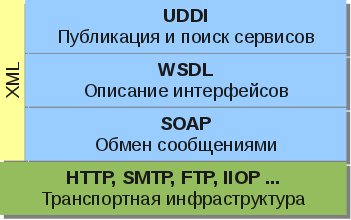 XML
UDDI
Публикация и поиск сервисов
WSDL
Описание интерфейсов
SOAP
Обмен сообщениями
HTTP, SMTP, FTP, IIOP ...
Транспортная инфраструктура